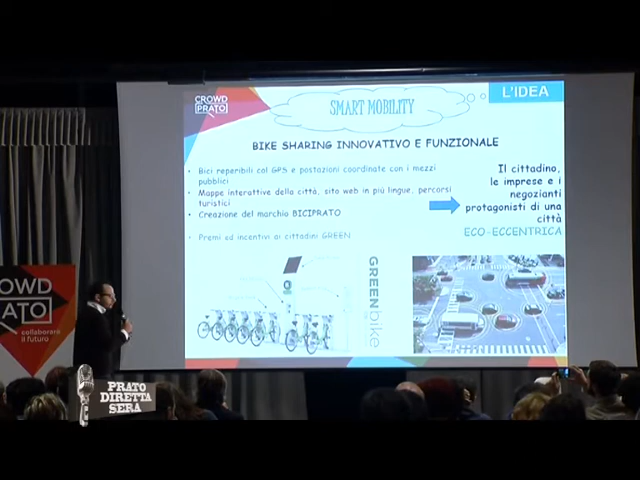 CROWD
PRATO
SMART MOBILITY
L'IDEA
BIKE SHARING INNOVATIVO E FUNZIONALE
• Bici reperibili col GPS e postazioni coordinate con i mezzi
pubblici
• Mappe interattive della città, sito web in più lingue, percorsi
turistici
• Creazione del marchio BICIPRATO
• Premi ed incentivi ai cittadini GREEN
Il cittadino,
le imprese e i
negozianti
protagonisti di una
città
ECO-ECCENTRICA
GREENbike
OWD
RATO
collaborare
il futuro
PRATO
DIRETTA
SERA